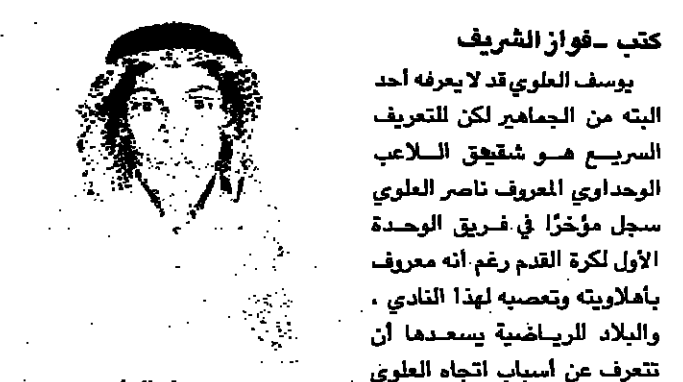 كتب - فواز الشريف
يوسف العلوي قد لا يعرفه أحد
البته من الجماهير لكن للتعريف
السريع هو شقيق اللاعب
الوحداوي المعروف ناصر العلوي
سجل مؤخرًا في فريق الوحدة
الأول لكرة القدم رغم أنه معروف
بأهلاويته وتعصبه لهذا النادي ،
والبلاد الرياضية يسعدها أن
تتعرف عن أسباب اتجاه العلوي